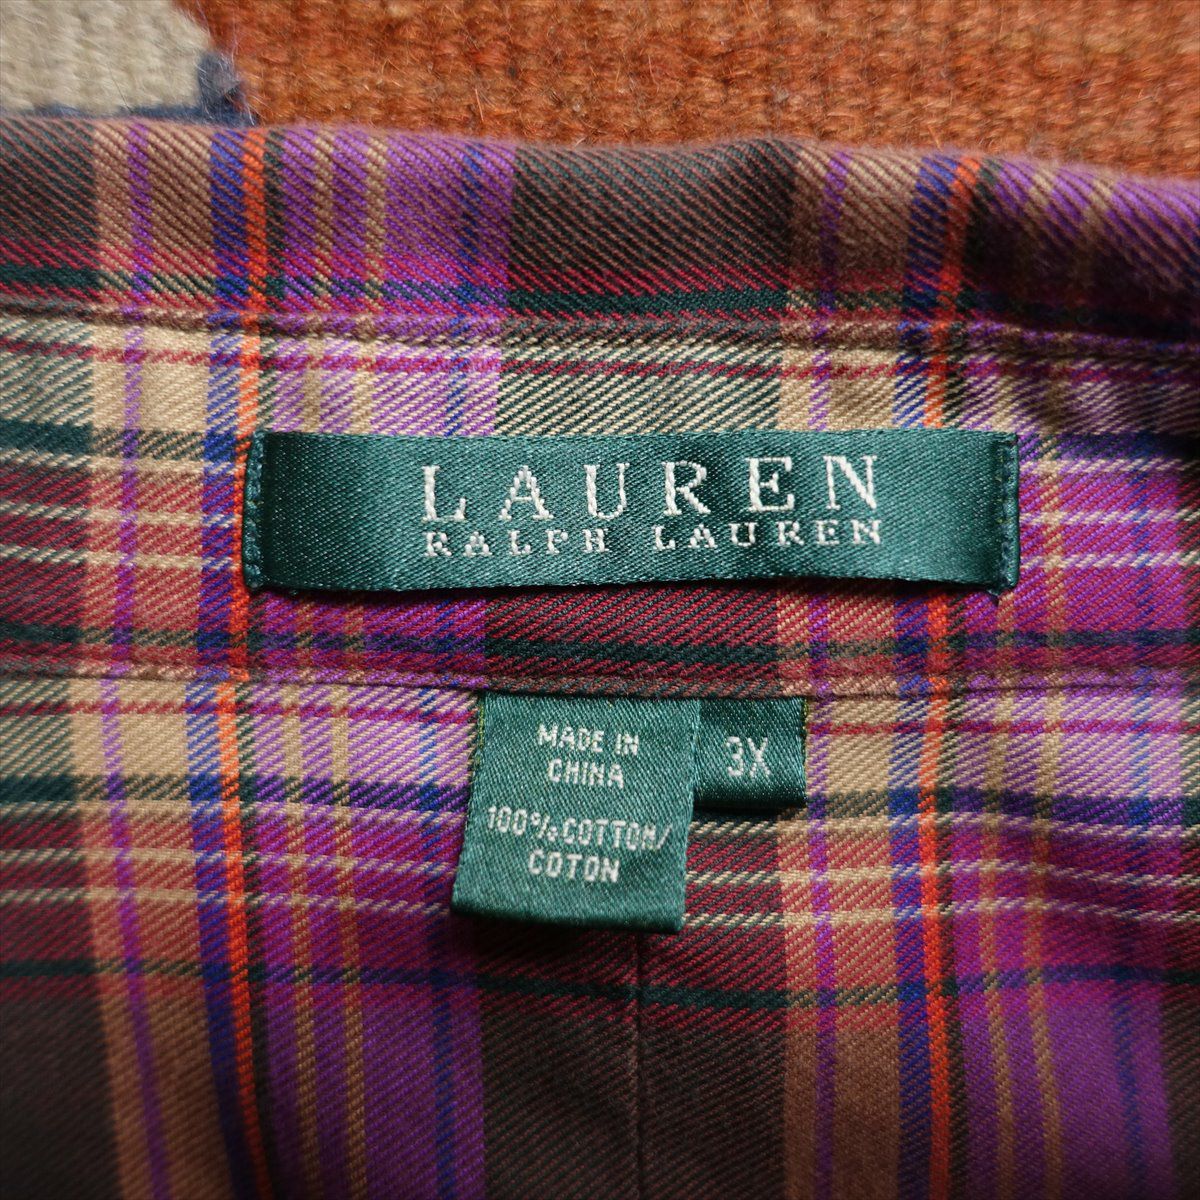 LAUREN
RALPH LAUREN
MADE IN
CHINA
3X
100%COTTON/
COTON